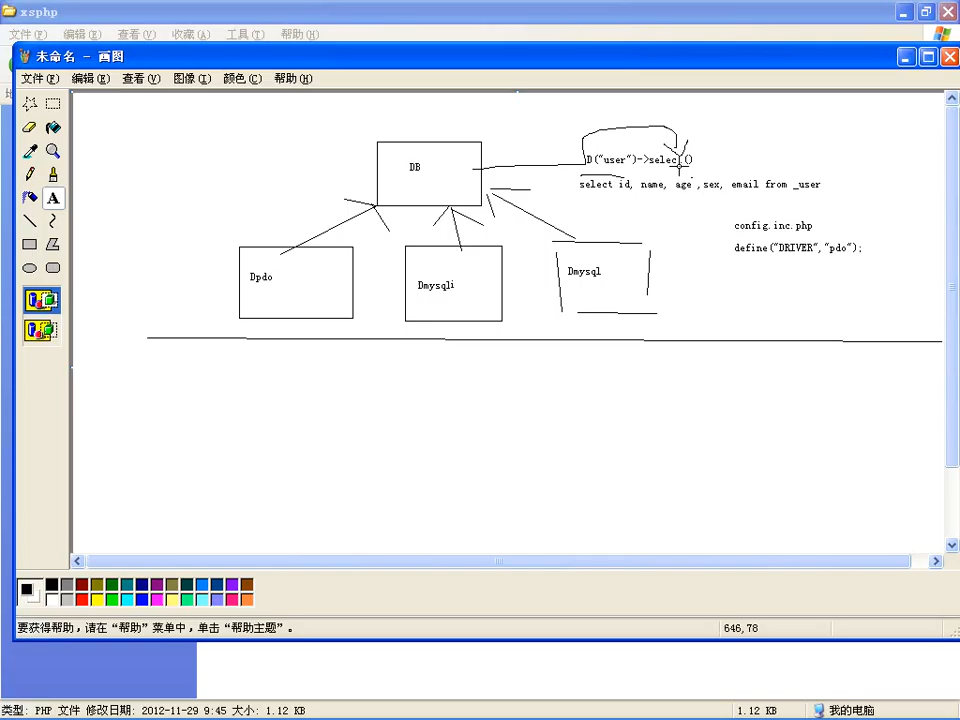 xsphp
文件(F) 编辑(E) 查看(V) 收藏(A) 工具(T) 帮助(H)
未命名 - 画图
文件(F) 编辑(E) 查看(V) 图像(I) 颜色(C) 帮助(H)
DB
D("user")->select()
select id, name, age ,sex, email from _user
config.inc.php
define("DRIVER","pdo");
Dpdo
Dmysqli
Dmysql
要获得帮助，请在“帮助”菜单中，单击“帮助主题”。
646,78
类型: PHP 文件 修改日期: 2012-11-29 9:45 大小: 1.12 KB
1.12 KB
我的电脑